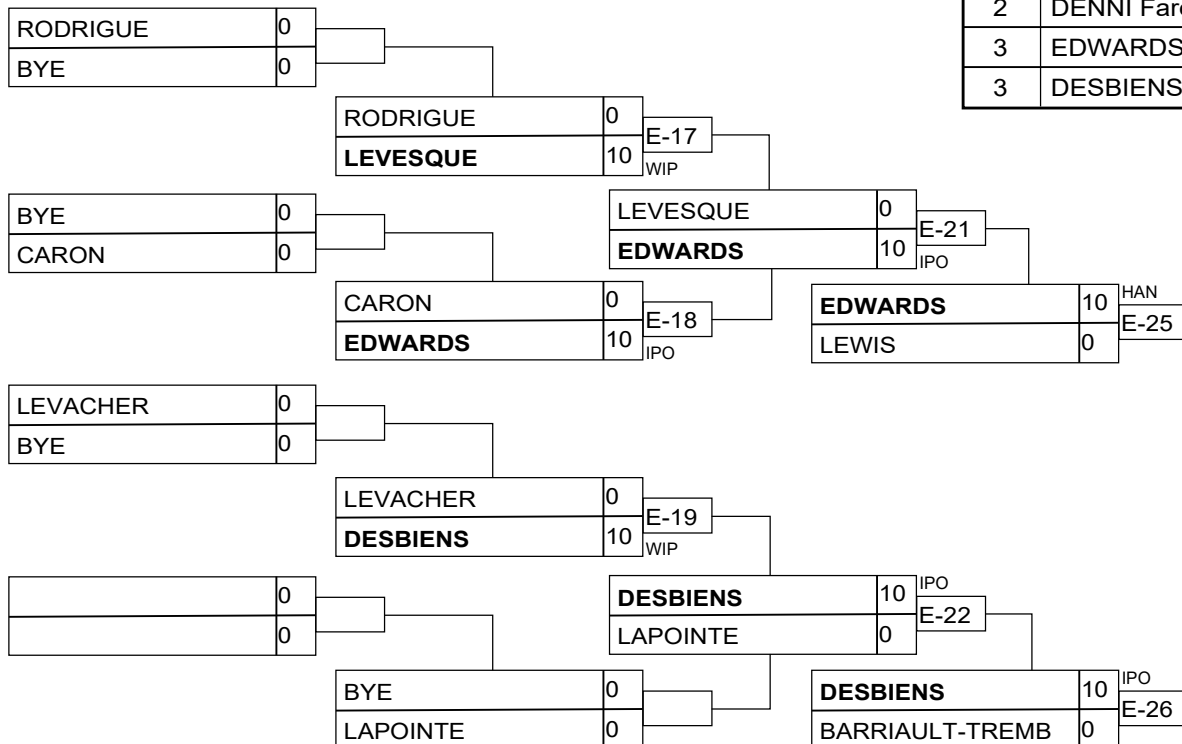 2 DENNI Fare
3 EDWARDS
3 DESBIENS
RODRIGUE 0
BYE 0
RODRIGUE 0
LEVESQUE 10
E-17
WIP
BYE 0
CARON 0
LEVESQUE 0
EDWARDS 10
E-21
IPO
CARON 0
EDWARDS 10
E-18
IPO
EDWARDS 10
LEWIS 0
HAN
E-25
LEVACHER 0
BYE 0
LEVACHER 0
DESBIENS 10
E-19
WIP
0
0
DESBIENS 10
LAPOINTE 0
IPO
E-22
BYE 0
LAPOINTE 0
DESBIENS 10
BARRIAULT-TREMB 0
IPO
E-26